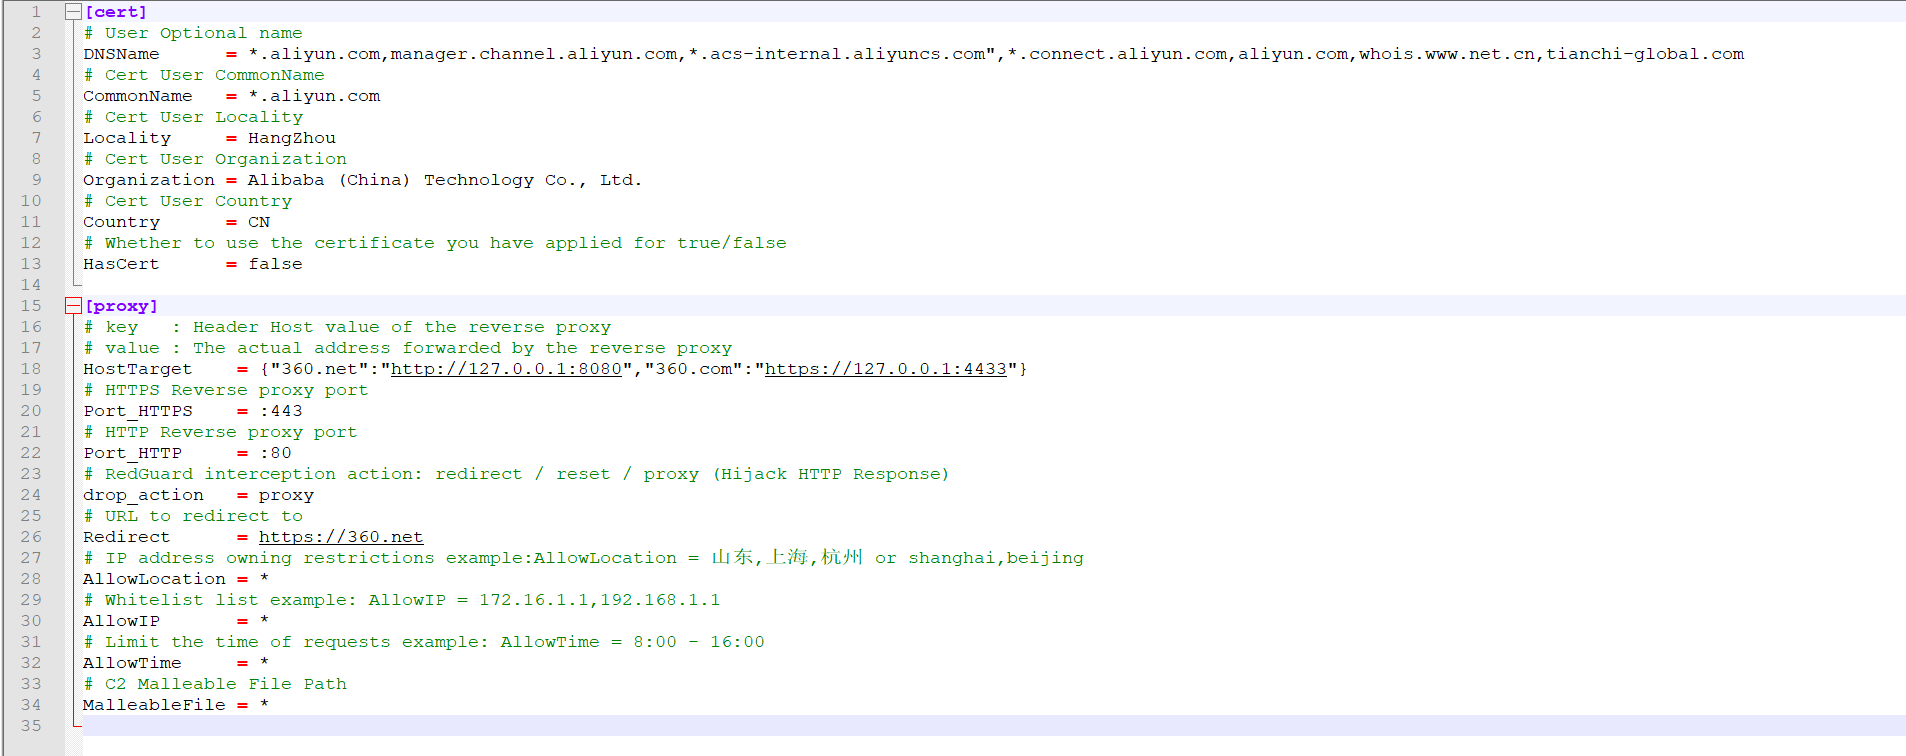 1 [cert]
2 # User Optional name
3 DNSName      = *.aliyun.com,manager.channel.aliyun.com,*.acs-internal.aliyuncs.com",*.connect.aliyun.com,aliyun.com,whois.www.net.cn,tianchi-global.com
4 # Cert User CommonName
5 CommonName   = *.aliyun.com
6 # Cert User Locality
7 Locality     = HangZhou
8 # Cert User Organization
9 Organization = Alibaba (China) Technology Co., Ltd.
10 # Cert User Country
11 Country      = CN
12 # Whether to use the certificate you have applied for true/false
13 HasCert      = false
14
15 [proxy]
16 # key   : Header Host value of the reverse proxy
17 # value : The actual address forwarded by the reverse proxy
18 HostTarget    = {"360.net":"http://127.0.0.1:8080","360.com":"https://127.0.0.1:4433"}
19 # HTTPS Reverse proxy port
20 Port_HTTPS    = :443
21 # HTTP Reverse proxy port
22 Port_HTTP     = :80
23 # RedGuard interception action: redirect / reset / proxy (Hijack HTTP Response)
24 drop_action   = proxy
25 # URL to redirect to
26 Redirect      = https://360.net
27 # IP address owning restrictions example:AllowLocation = 山东,上海,杭州 or shanghai,beijing
28 AllowLocation = *
29 # Whitelist list example: AllowIP = 172.16.1.1,192.168.1.1
30 AllowIP       = *
31 # Limit the time of requests example: AllowTime = 8:00 - 16:00
32 AllowTime     = *
33 # C2 Malleable File Path
34 MalleableFile = *
35